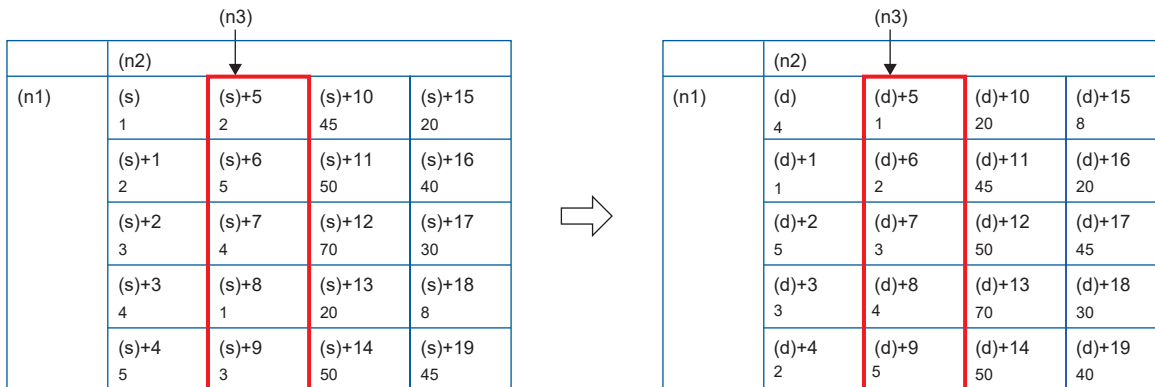 (n3)
(n2)
(n1) (s) (s)+5 (s)+10 (s)+15
1 2 45 20
(s)+1 (s)+6 (s)+11 (s)+16
2 5 50 40
(s)+2 (s)+7 (s)+12 (s)+17
3 4 70 30
(s)+3 (s)+8 (s)+13 (s)+18
4 1 20 8
(s)+4 (s)+9 (s)+14 (s)+19
5 3 50 45
(n3)
(n2)
(n1) (d) (d)+5 (d)+10 (d)+15
4 1 20 8
(d)+1 (d)+6 (d)+11 (d)+16
1 2 45 20
(d)+2 (d)+7 (d)+12 (d)+17
5 3 50 45
(d)+3 (d)+8 (d)+13 (d)+18
3 4 70 30
(d)+4 (d)+9 (d)+14 (d)+19
2 5 50 40